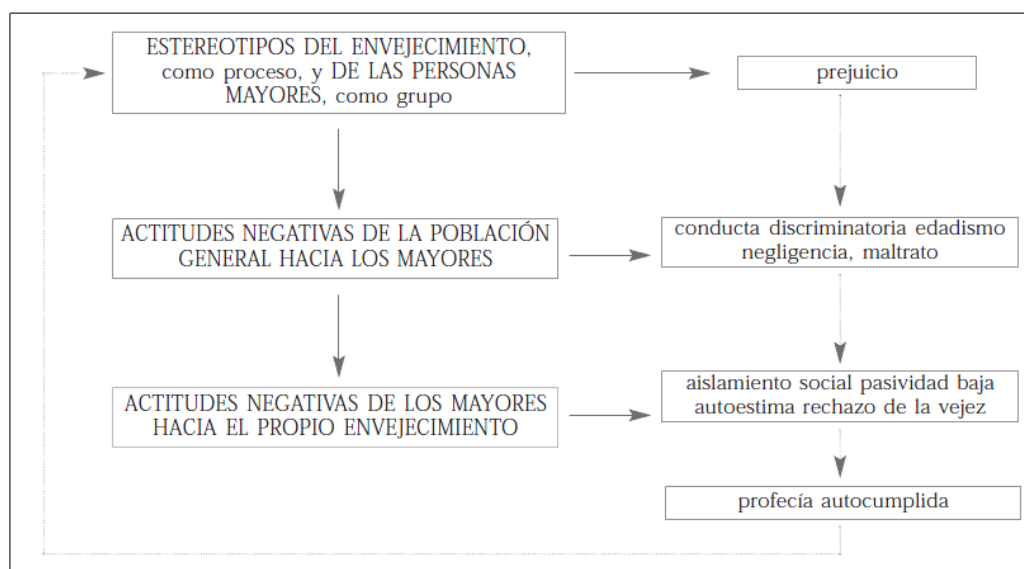 ESTEREOTIPOS DEL ENVEJECIMIENTO,
como proceso, y DE LAS PERSONAS
MAYORES, como grupo
prejuicio
ACTITUDES NEGATIVAS DE LA POBLACIÓN
GENERAL HACIA LOS MAYORES
conducta discriminatoria edadismo
negligencia, maltrato
ACTITUDES NEGATIVAS DE LOS MAYORES
HACIA EL PROPIO ENVEJECIMIENTO
aislamiento social pasividad baja
autoestima rechazo de la vejez
profecía autocumplida